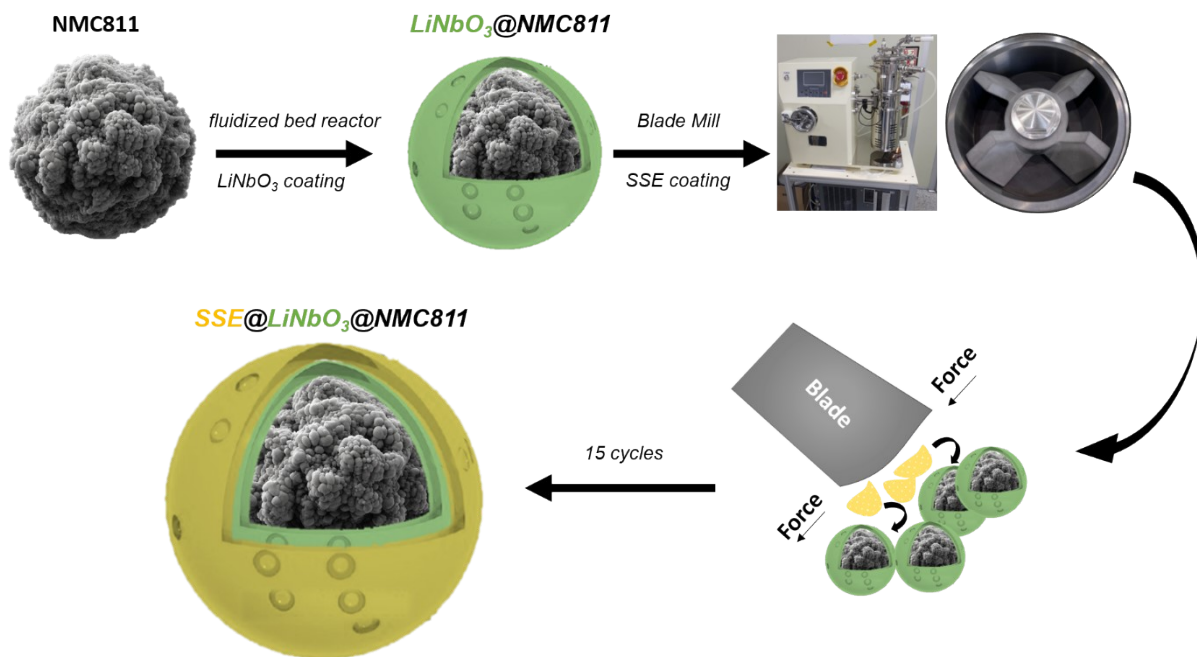 NMC811
LiNbO₃@NMC811
fluidized bed reactor
LiNbO₃ coating
Blade Mill
SSE coating
SSE@LiNbO₃@NMC811
Blade
Force
Force
15 cycles